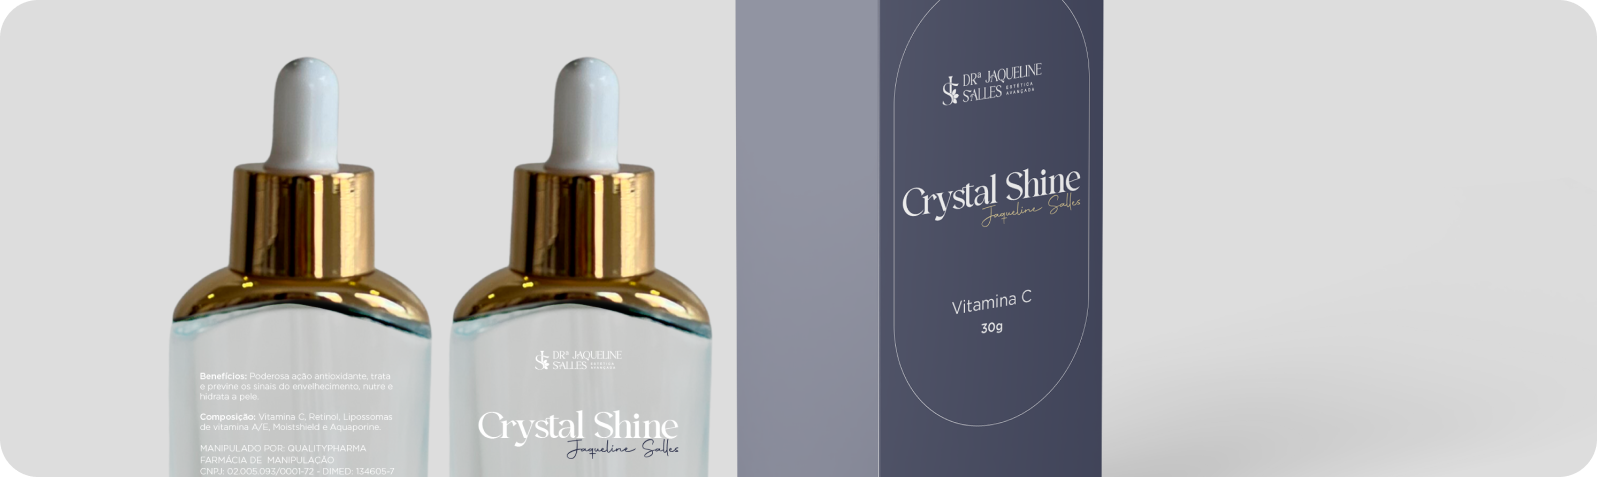 Benefícios: Poderosa ação antioxidante, trata
e previne os sinais do envelhecimento, nutre e
hidrata a pele.
Composição: Vitamina C, Retinol, Lipossomas
de vitamina A/E, Moistshield e Aquaporine.
MANIPULADO POR: QUALITYPHARMA
FARMÁCIA DE MANIPULAÇÃO
CNPJ: 02.005.093/0001-72 - DIMED: 134605-7
DRª JAQUELINE
SALLES ESTÉTICA
AVANÇADA
Crystal Shine
Jaqueline Salles
DRª JAQUELINE
SALLES ESTÉTICA
AVANÇADA
Crystal Shine
Jaqueline Salles
Vitamina C
30g